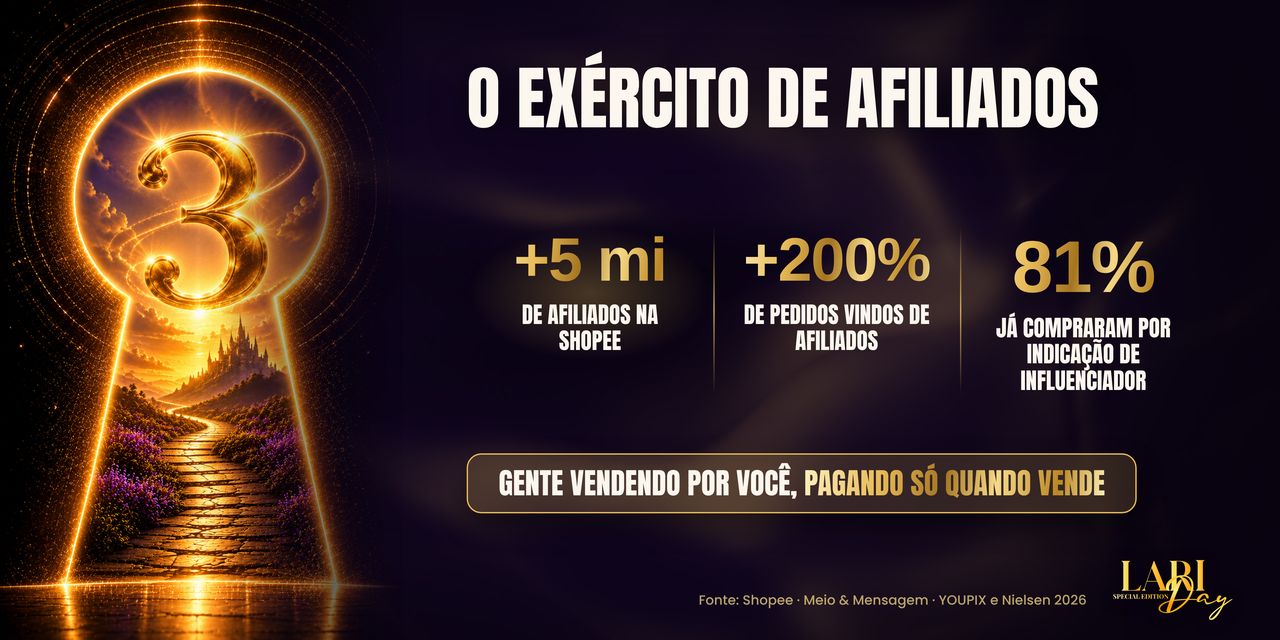 3
O EXÉRCITO DE AFILIADOS
+5 mi
DE AFILIADOS NA
SHOPEE
+200%
DE PEDIDOS VINDOS DE
AFILIADOS
81%
JÁ COMPRARAM POR
INDICAÇÃO DE
INFLUENCIADOR
GENTE VENDENDO POR VOCÊ, PAGANDO SÓ QUANDO VENDE
Fonte: Shopee · Meio & Mensagem · YOUPIX e Nielsen 2026
LABI
SPECIAL EDITION Day